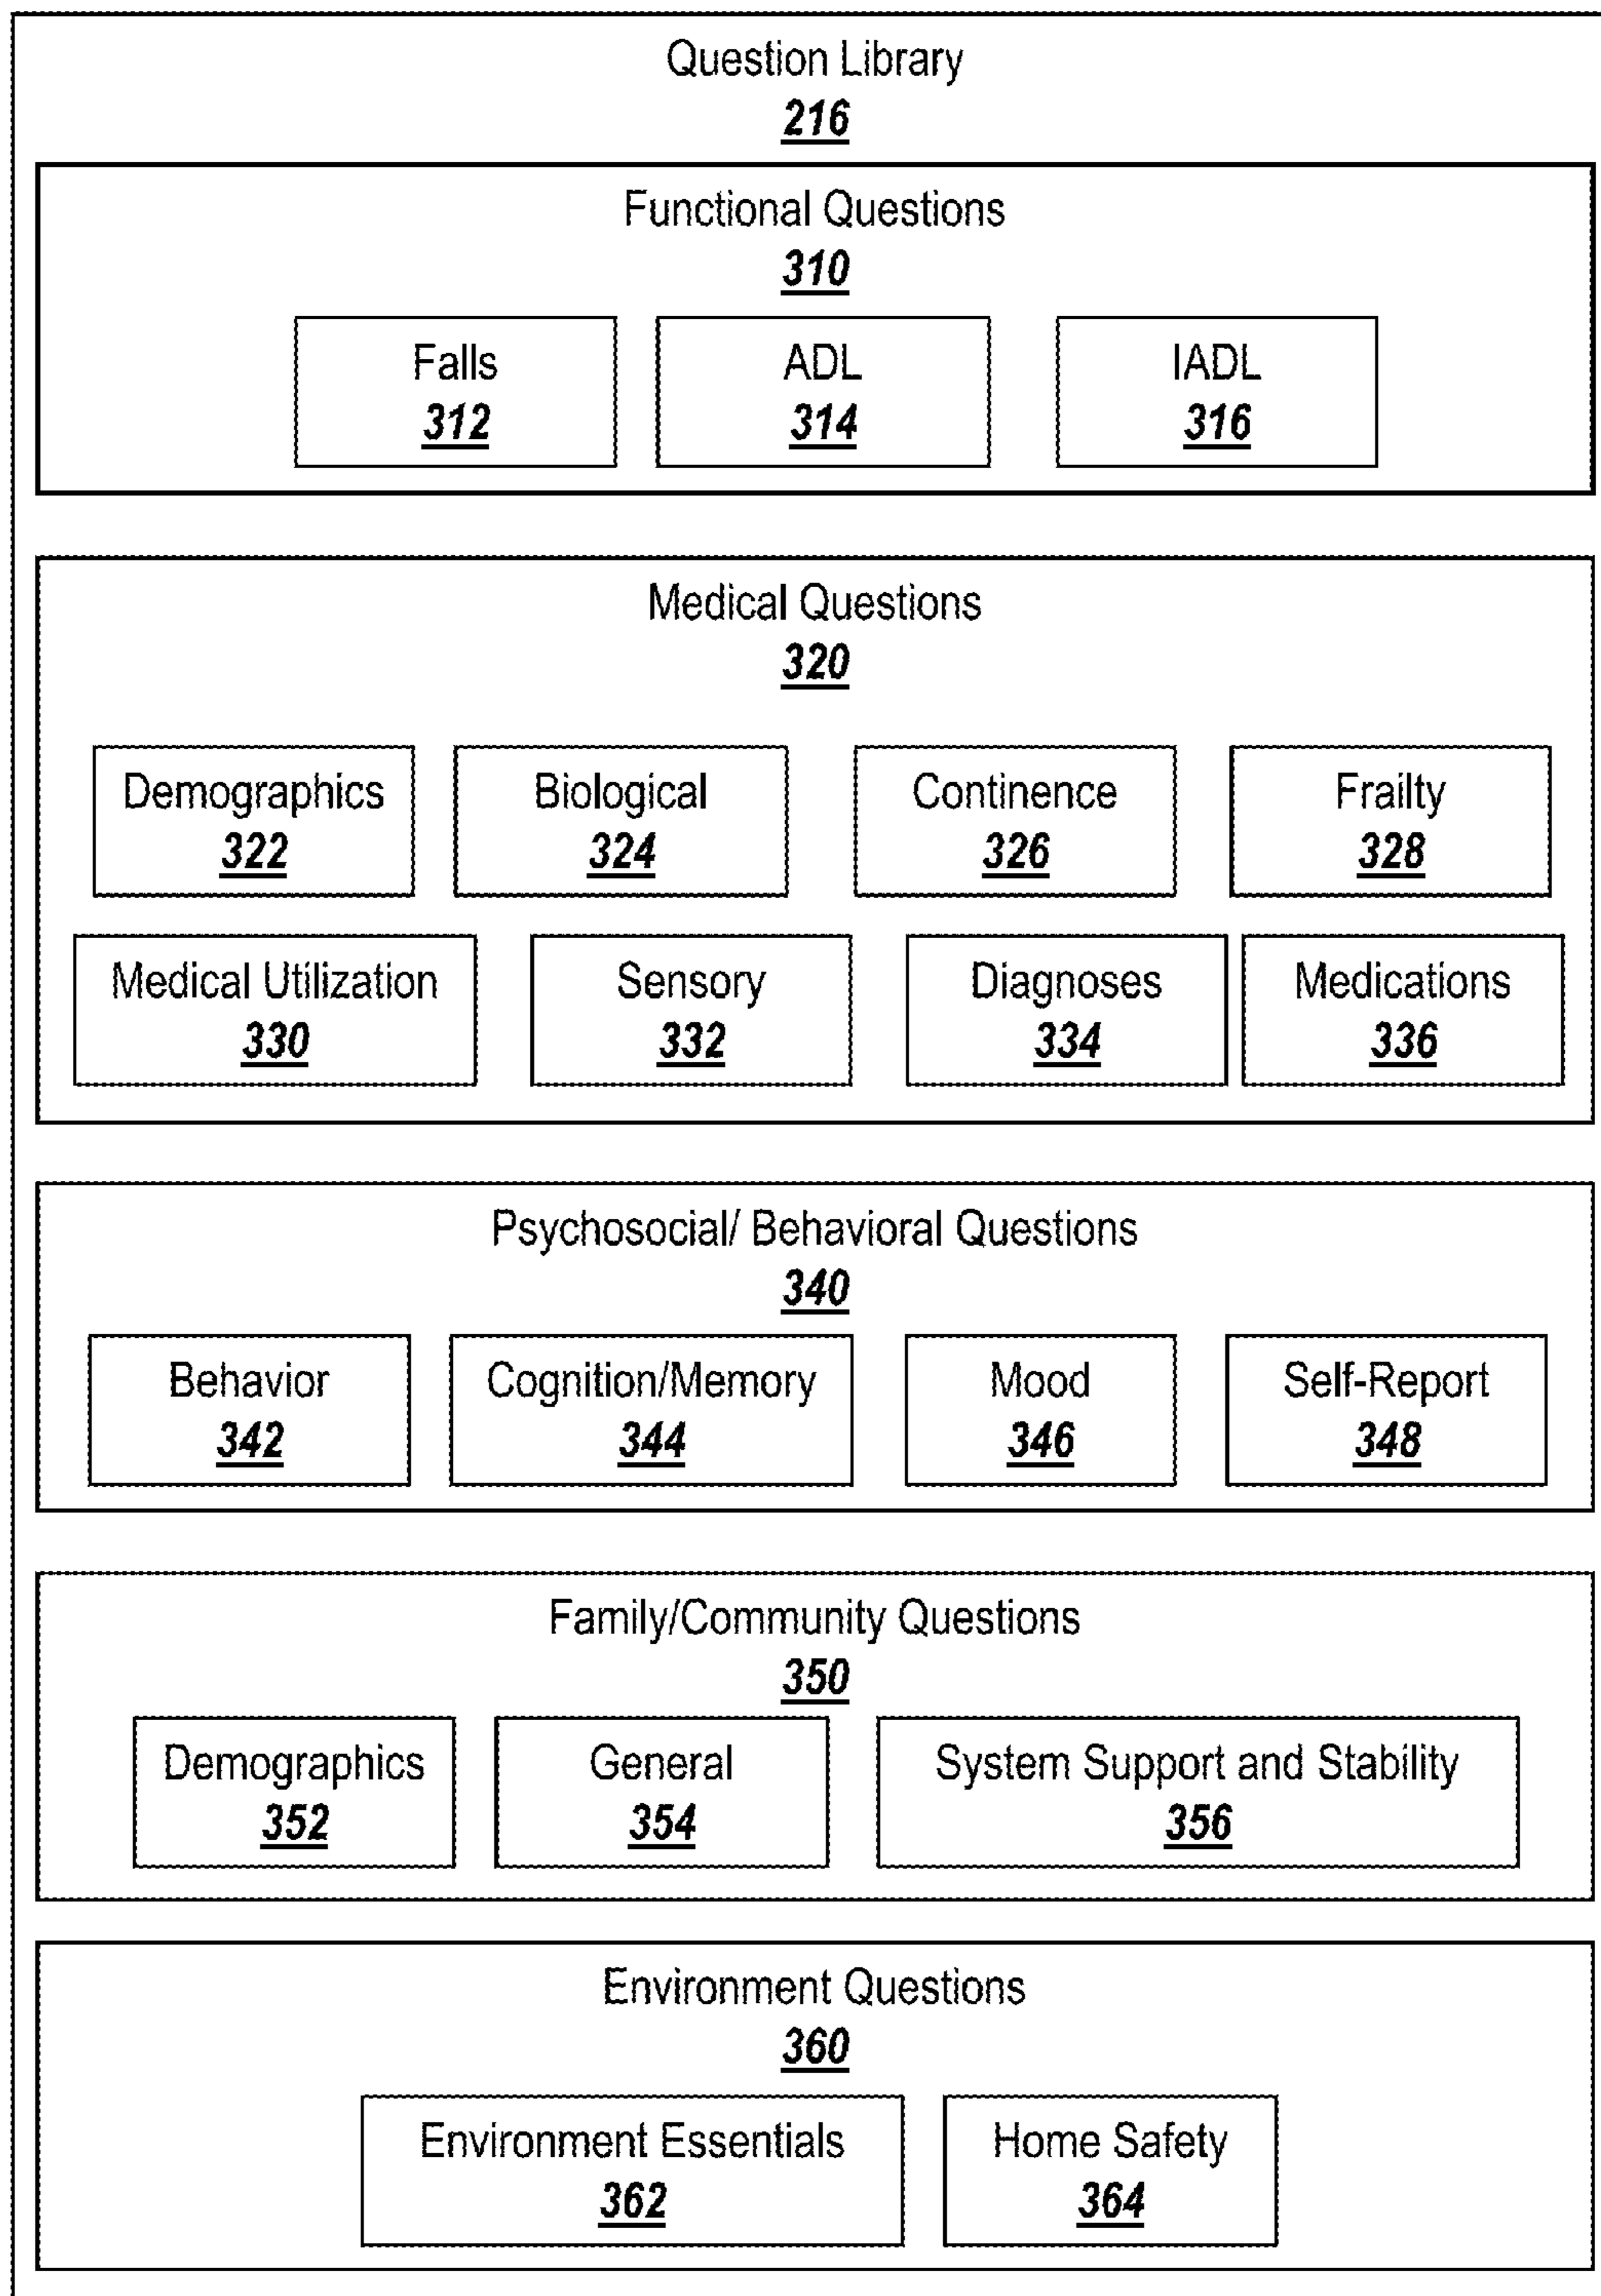 Question Library
216
Functional Questions
310
Falls
312
ADL
314
IADL
316
Medical Questions
320
Demographics
322
Biological
324
Continence
326
Frailty
328
Medical Utilization
330
Sensory
332
Diagnoses
334
Medications
336
Psychosocial/ Behavioral Questions
340
Behavior
342
Cognition/Memory
344
Mood
346
Self-Report
348
Family/Community Questions
350
Demographics
352
General
354
System Support and Stability
356
Environment Questions
360
Environment Essentials
362
Home Safety
364